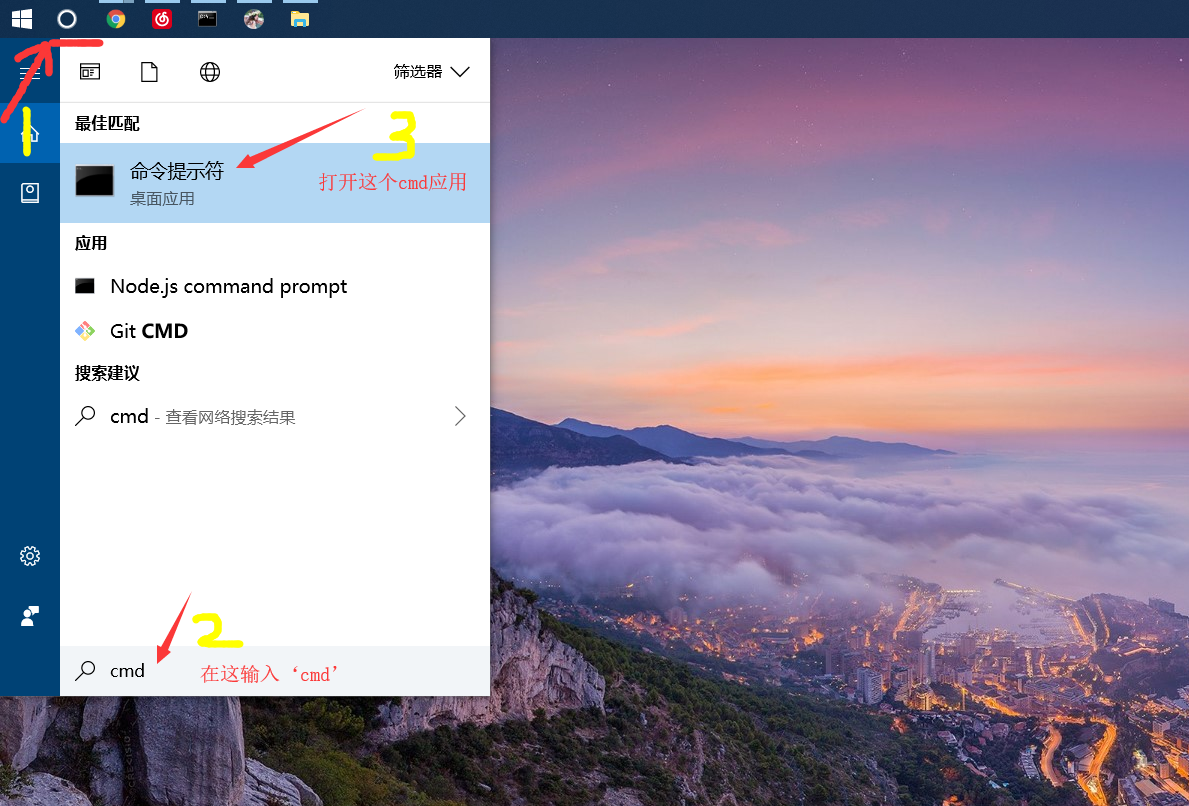 筛选器
1
最佳匹配
3
命令提示符
打开这个cmd应用
桌面应用
应用
Node.js command prompt
Git CMD
搜索建议
cmd - 查看网络搜索结果
2
cmd
在这输入‘cmd’